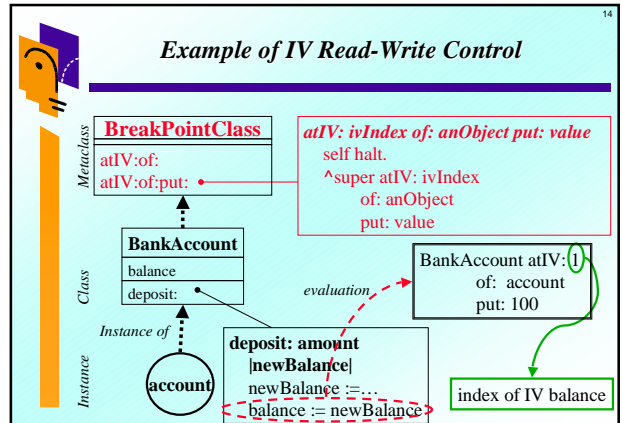 14
Example of IV Read-Write Control
Metaclass
BreakPointClass
atIV:of:
atIV:of:put:
atIV: ivIndex of: anObject put: value
self halt.
^super atIV: ivIndex
of: anObject
put: value
Class
BankAccount
balance
deposit:
evaluation
BankAccount atIV: 1
of: account
put: 100
Instance of
Instance
account
deposit: amount
|newBalance|
newBalance :=…
balance := newBalance
index of IV balance